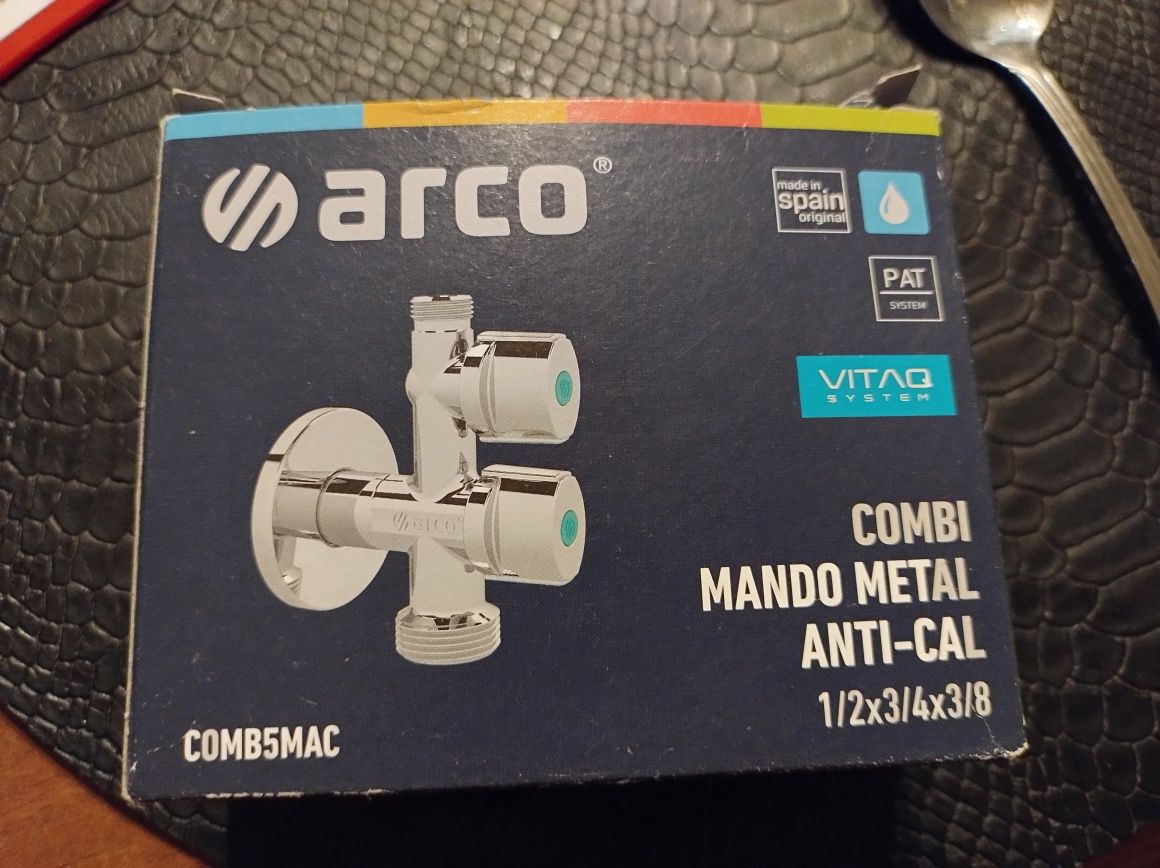 arco®
made in
spain
original
PAT
SYSTEM
VITAQ
SYSTEM
arco
COMBI
MANDO METAL
ANTI-CAL
1/2x3/4x3/8
COMB5MAC